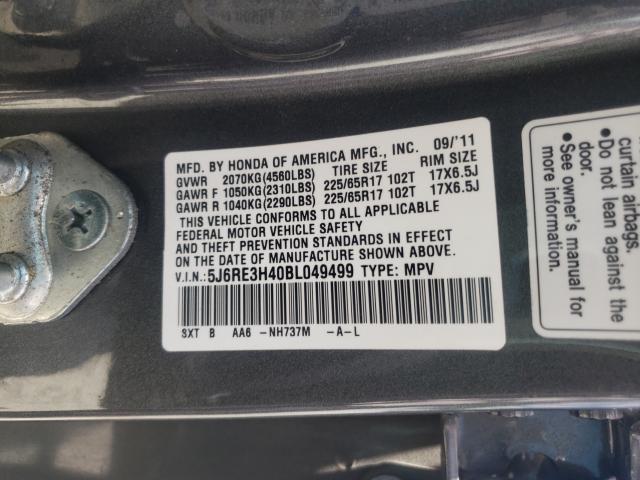 MFD. BY HONDA OF AMERICA MFG., INC. 09/'11
GVWR 2070KG(4560LBS) TIRE SIZE RIM SIZE
GAWR F 1050KG(2310LBS) 225/65R17 102T 17X6.5J
GAWR R 1040KG(2290LBS) 225/65R17 102T 17X6.5J
THIS VEHICLE CONFORMS TO ALL APPLICABLE
FEDERAL MOTOR VEHICLE SAFETY
AND THEFT PREVENTION STANDARDS IN EFFECT
ON THE DATE OF MANUFACTURE SHOWN ABOVE.
V.I.N.: 5J6RE3H40BL049499 TYPE: MPV
SXT B AA6 -NH737M -A-L
curtain airbags.
• Do not lean against the
door.
• See owner's manual for
more information.